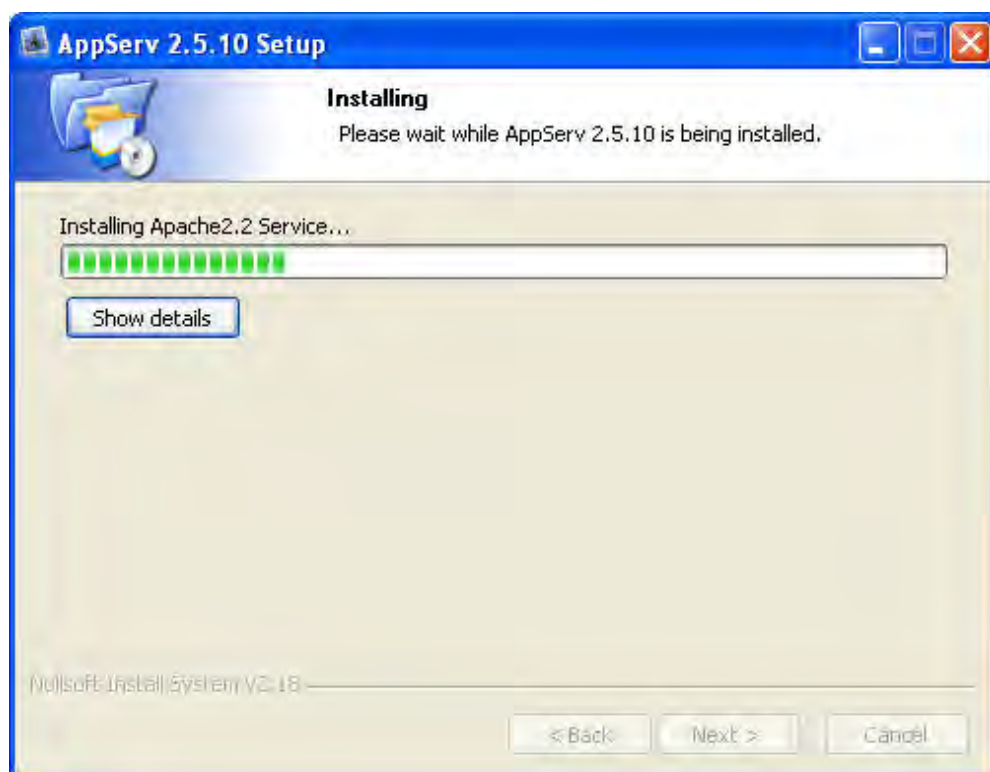 AppServ 2.5.10 Setup
Installing
Please wait while AppServ 2.5.10 is being installed.
Installing Apache2.2 Service...
Show details
Nullsoft Install System V2.18
< Back Next > Cancel